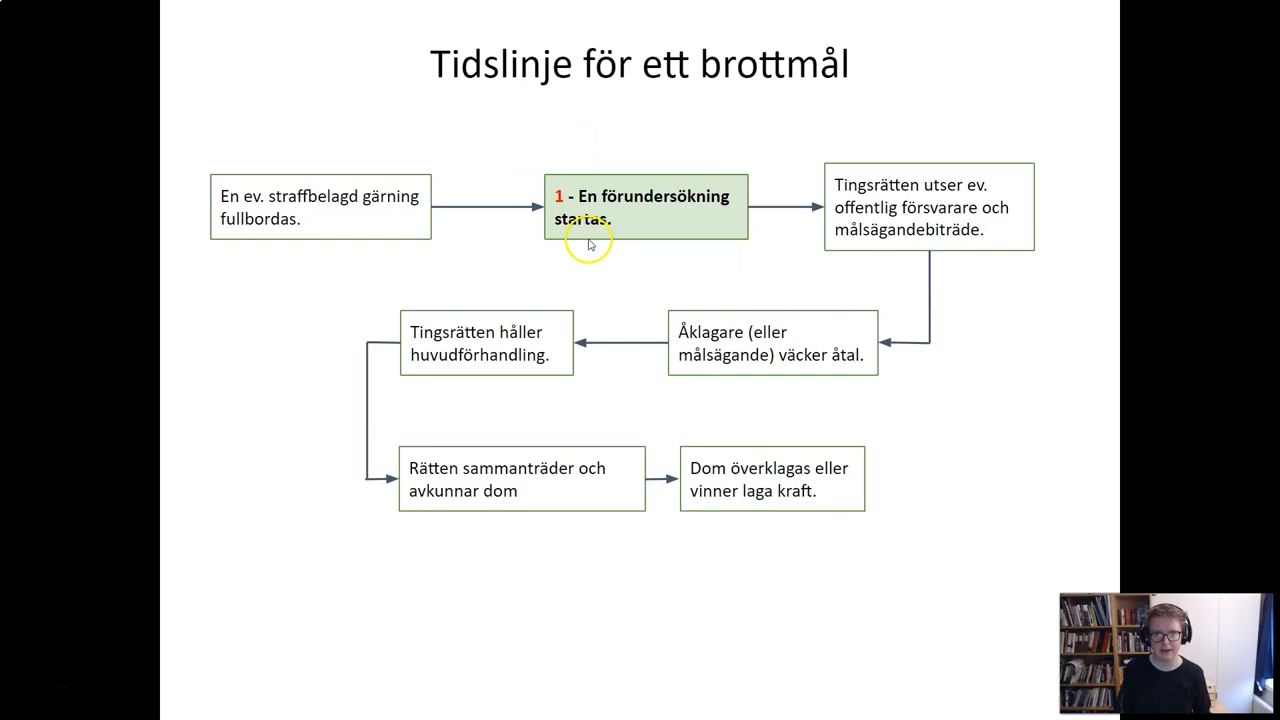 Tidslinje för ett brottmål
En ev. straffbelagd gärning
fullbordas.
1 - En förundersökning
startas.
Tingsrätten utser ev.
offentlig försvarare och
målsägandebiträde.
Åklagare (eller
målsägande) väcker åtal.
Tingsrätten håller
huvudförhandling.
Rätten sammanträder och
avkunnar dom
Dom överklagas eller
vinner laga kraft.